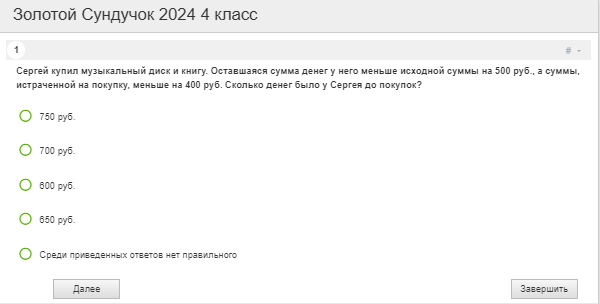 Золотой Сундучок 2024 4 класс
1
# -
Сергей купил музыкальный диск и книгу. Оставшаяся сумма денег у него меньше исходной суммы на 500 руб., а суммы,
истраченной на покупку, меньше на 400 руб. Сколько денег было у Сергея до покупок?
750 руб.
700 руб.
600 руб.
650 руб.
Среди приведенных ответов нет правильного
Далее
Завершить